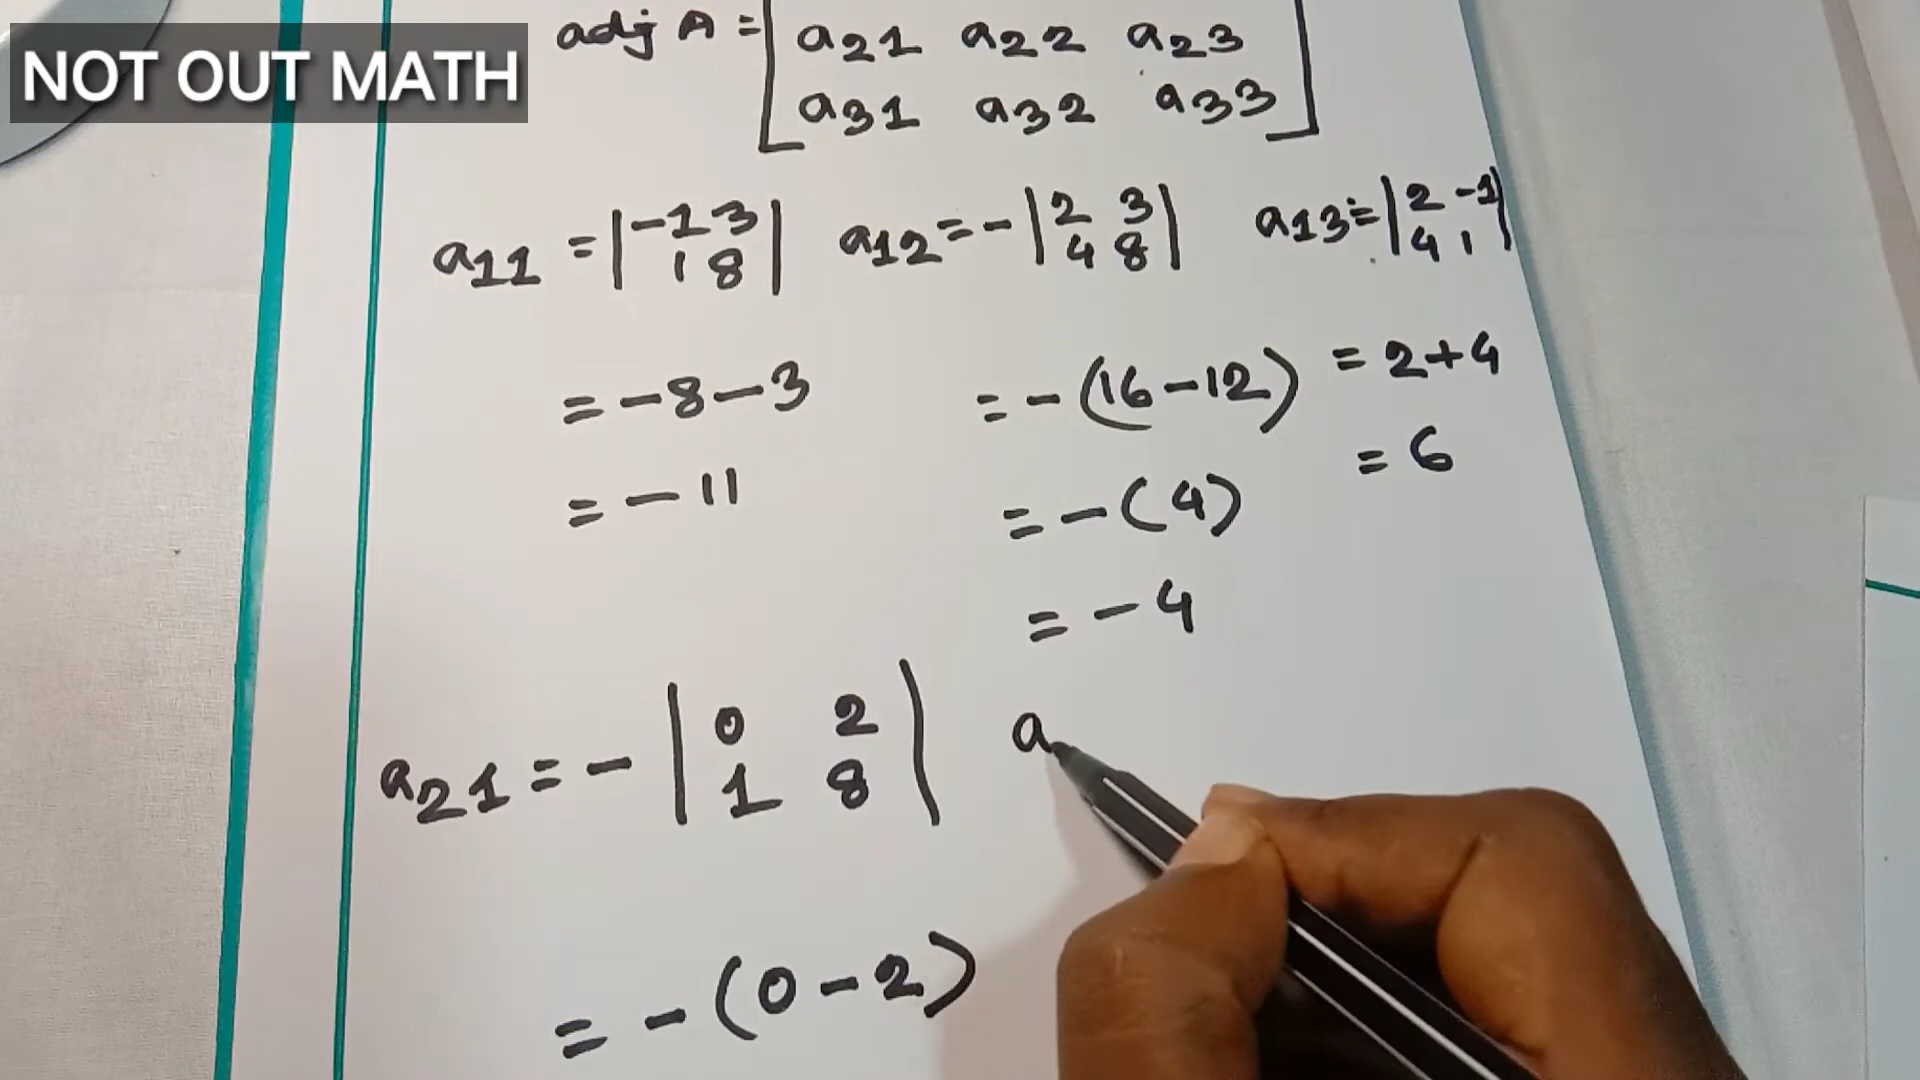 NOT OUT MATH
adj A = [ a21 a22 a23
a31 a32 a33 ]
a11 = | -1 3 | a12 = - | 2 3 | a13 = | 2 -1 |
| 1 8 | | 4 8 | | 4 1 |
= -8-3 = -(16-12) = 2+4
= -11 = -(4) = 6
= -4
a21 = - | 0 2 | a
| 1 8 |
= -(0-2)